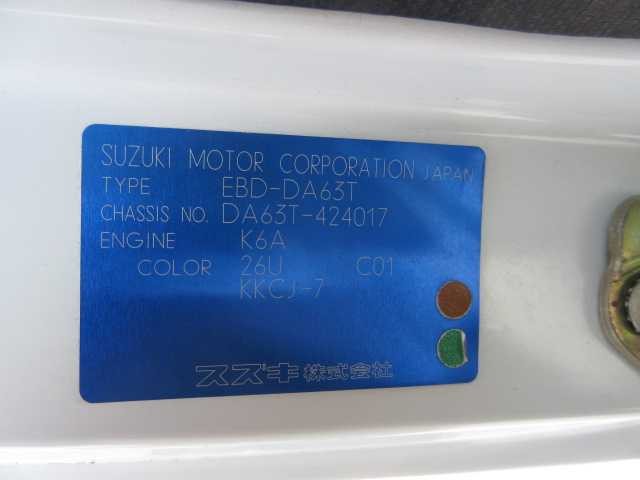 SUZUKI MOTOR CORPORATION JAPAN
TYPE EBD-DA63T
CHASSIS NO. DA63T-424017
ENGINE K6A
COLOR 26U C01
KKCJ-7
スズキ株式会社